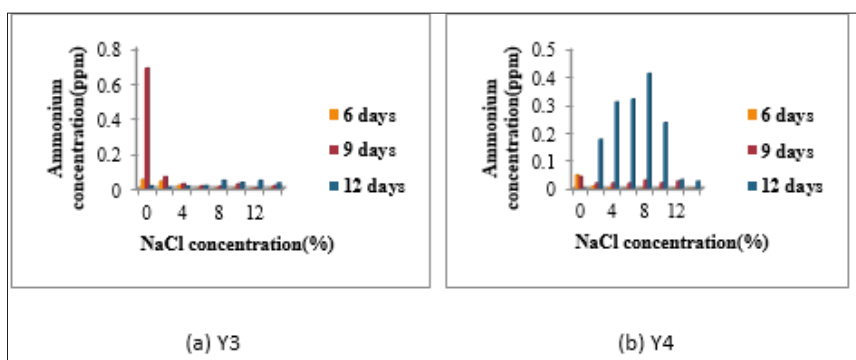 Ammonium
concentration(ppm)
0.8
0.6
0.4
0.2
0
0 4 8 12
NaCl concentration(%)
6 days
9 days
12 days
(a) Y3
Ammonium
concentration(ppm)
0.5
0.4
0.3
0.2
0.1
0
0 4 8 12
NaCl concentration(%)
6 days
9 days
12 days
(b) Y4